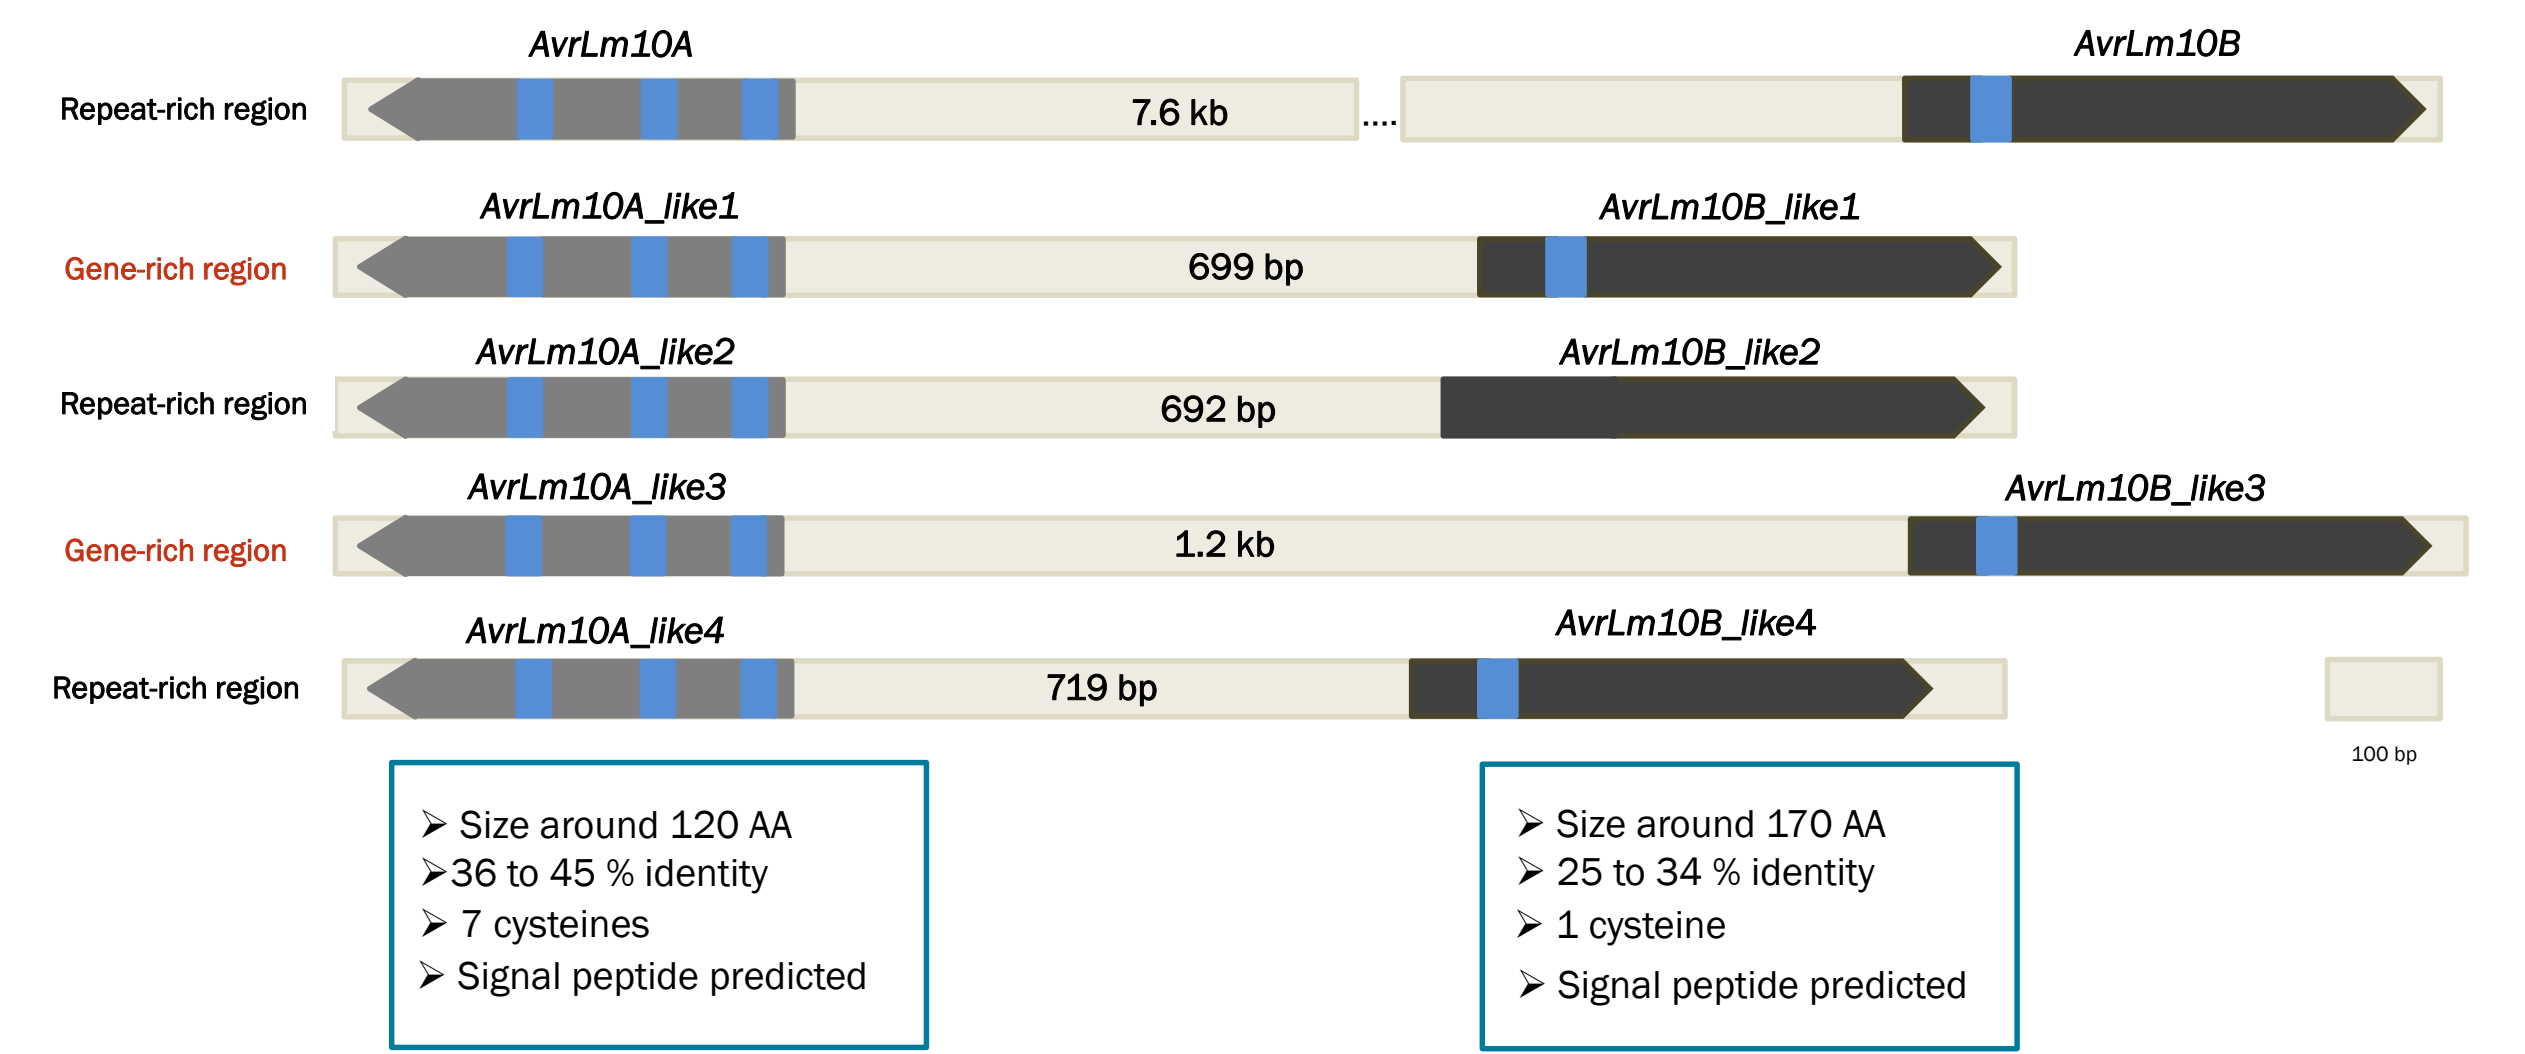 AvrLm10A
AvrLm10B
Repeat-rich region
7.6 kb
....
AvrLm10A_like1
AvrLm10B_like1
Gene-rich region
699 bp
AvrLm10A_like2
AvrLm10B_like2
Repeat-rich region
692 bp
AvrLm10A_like3
AvrLm10B_like3
Gene-rich region
1.2 kb
AvrLm10A_like4
AvrLm10B_like4
Repeat-rich region
719 bp
100 bp
➢ Size around 120 AA
➢36 to 45 % identity
➢ 7 cysteines
➢ Signal peptide predicted
➢ Size around 170 AA
➢ 25 to 34 % identity
➢ 1 cysteine
➢ Signal peptide predicted